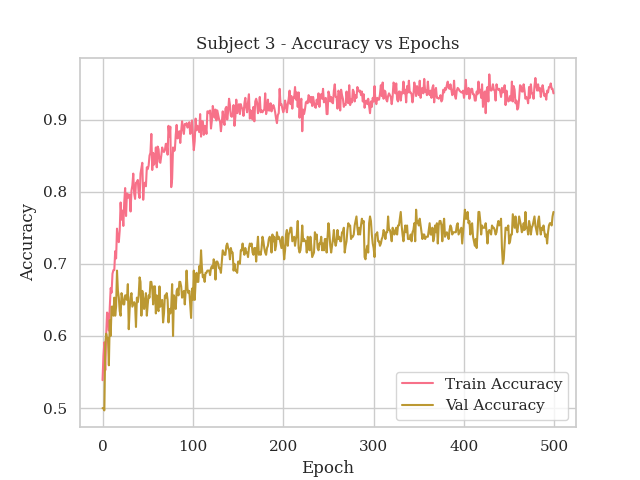 Subject 3 - Accuracy vs Epochs
Accuracy
0.9
0.8
0.7
0.6
0.5
Train Accuracy
Val Accuracy
0 100 200 300 400 500
Epoch